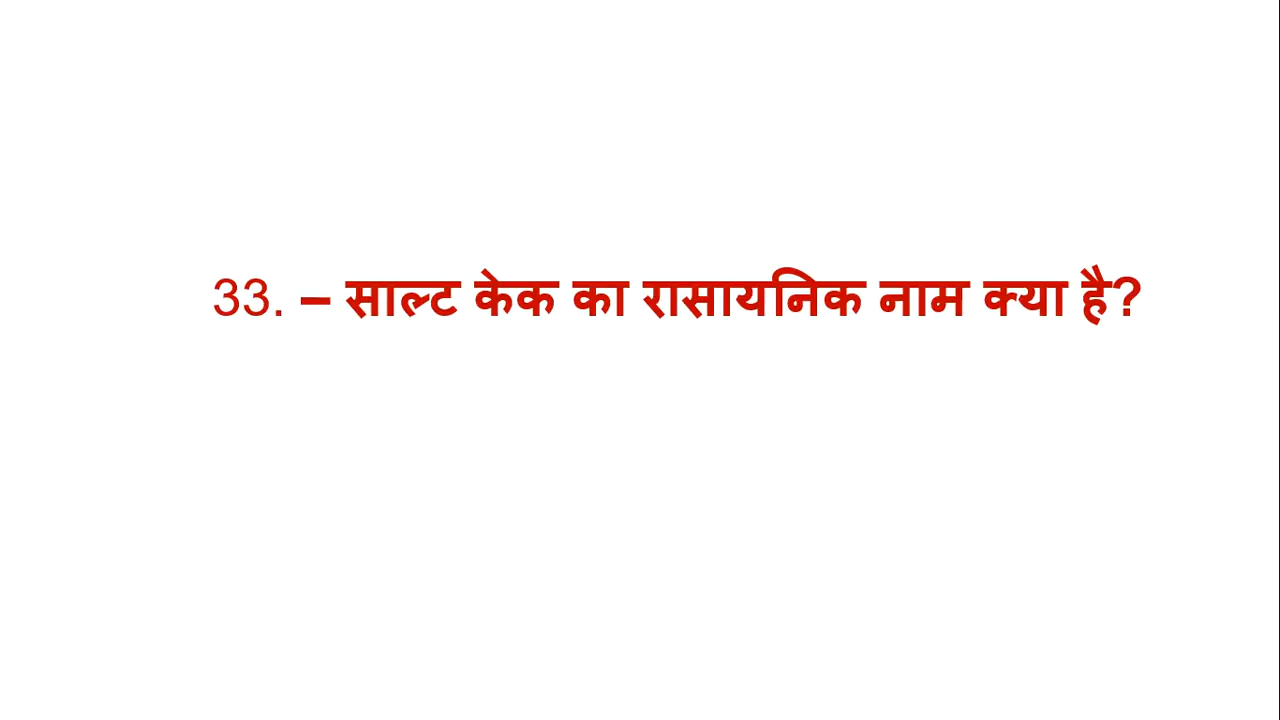 33. – साल्ट केक का रासायनिक नाम क्या है?